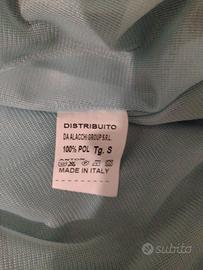 DISTRIBUITO
DA ALACCHI GROUP S.R.L.
100% POL Tg. S
MADE IN ITALY
subito